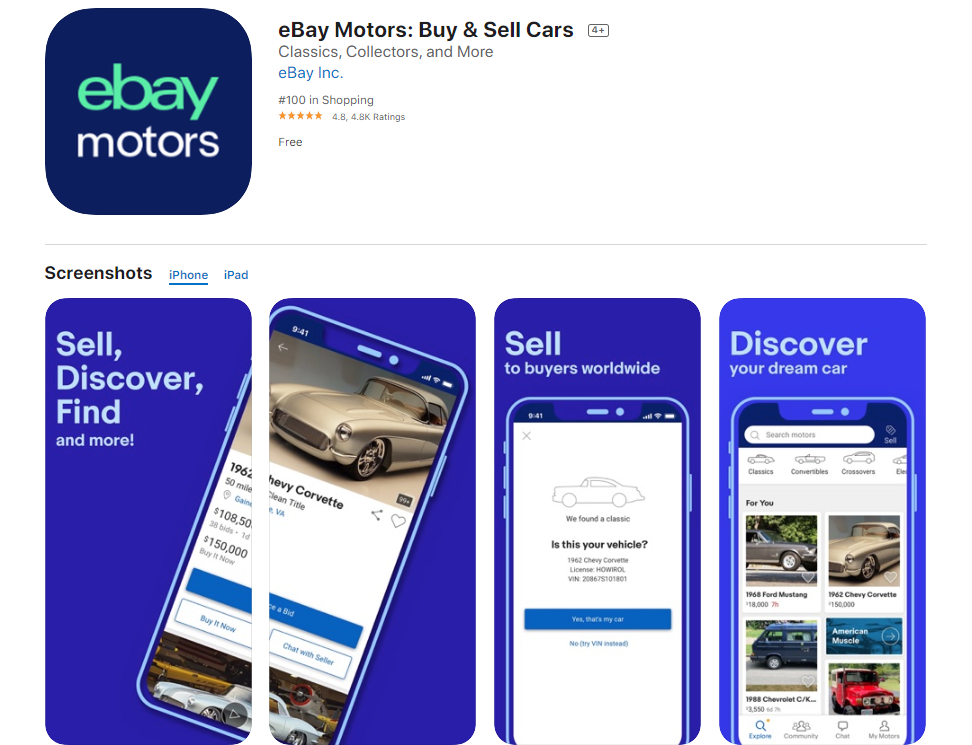 ebay
motors
eBay Motors: Buy & Sell Cars 4+
Classics, Collectors, and More
eBay Inc.
#100 in Shopping
4.8, 4.8K Ratings
Free
Screenshots iPhone iPad
Sell,
Discover,
Find
and more!
1962
50 mile
$108,50
38 bids · 1d
$150,000
Buy It Now
Buy It Now
9:41
99+
hevy Corvette
Clean Title
VA
ce a Bid
Chat with Seller
Sell
to buyers worldwide
9:41
We found a classic
Is this your vehicle?
1962 Chevy Corvette
License: HOWIROL
VIN: 20867S101801
Yes, that's my car
No (try VIN instead)
Discover
your dream car
Search motors
Sell
Classics Convertibles Crossovers Ele
For You
1968 Ford Mustang
$18,000 7h
1962 Chevy Corvette
$150,000
American
Muscle
1988 Chevrolet C/K...
$3,550 6d 7h
Explore Community Chat My Motors